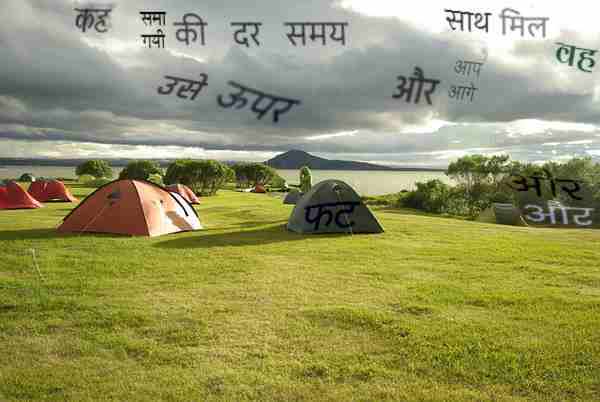 कह समा की दर समय साथ मिल
गयी
वह
उसे ऊपर और आप
आगे
और
फट और